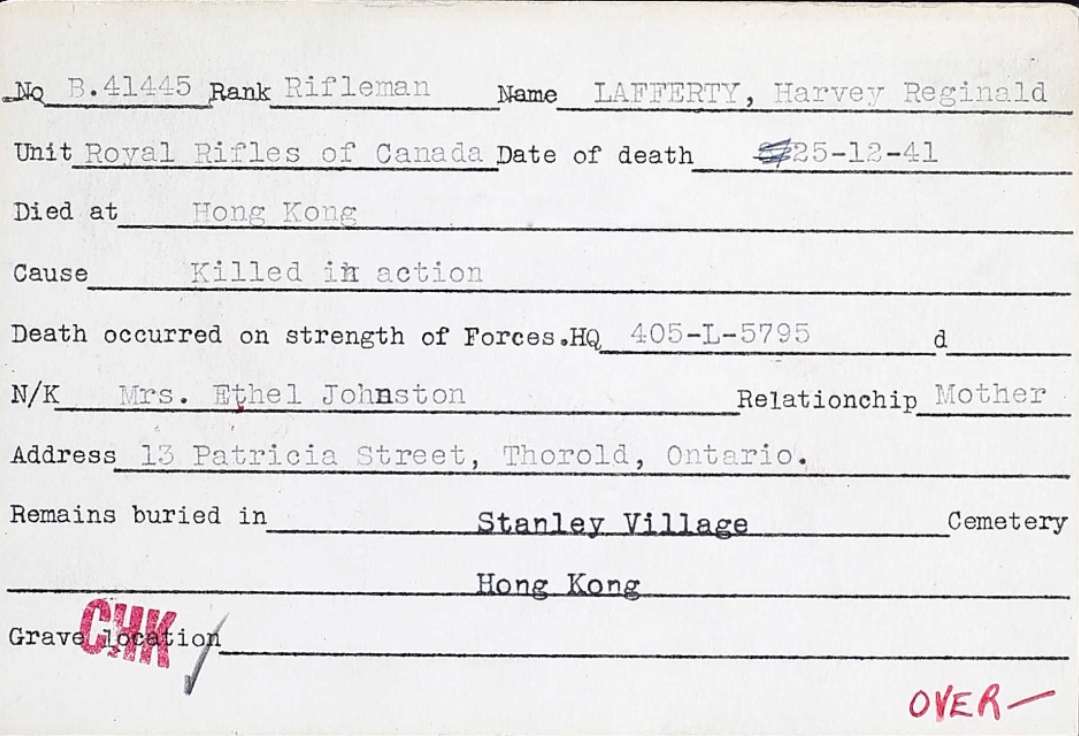 No B.41445 Rank Rifleman Name LAFFERTY, Harvey Reginald
Unit Royal Rifles of Canada Date of death 25-12-41
Died at Hong Kong
Cause Killed in action
Death occurred on strength of Forces.HQ 405-L-5795 d
N/K Mrs. Ethel Johnston Relationchip Mother
Address 13 Patricia Street, Thorold, Ontario.
Remains buried in Stanley Village Cemetery
Hong Kong
CHK
Grave location
OVER—